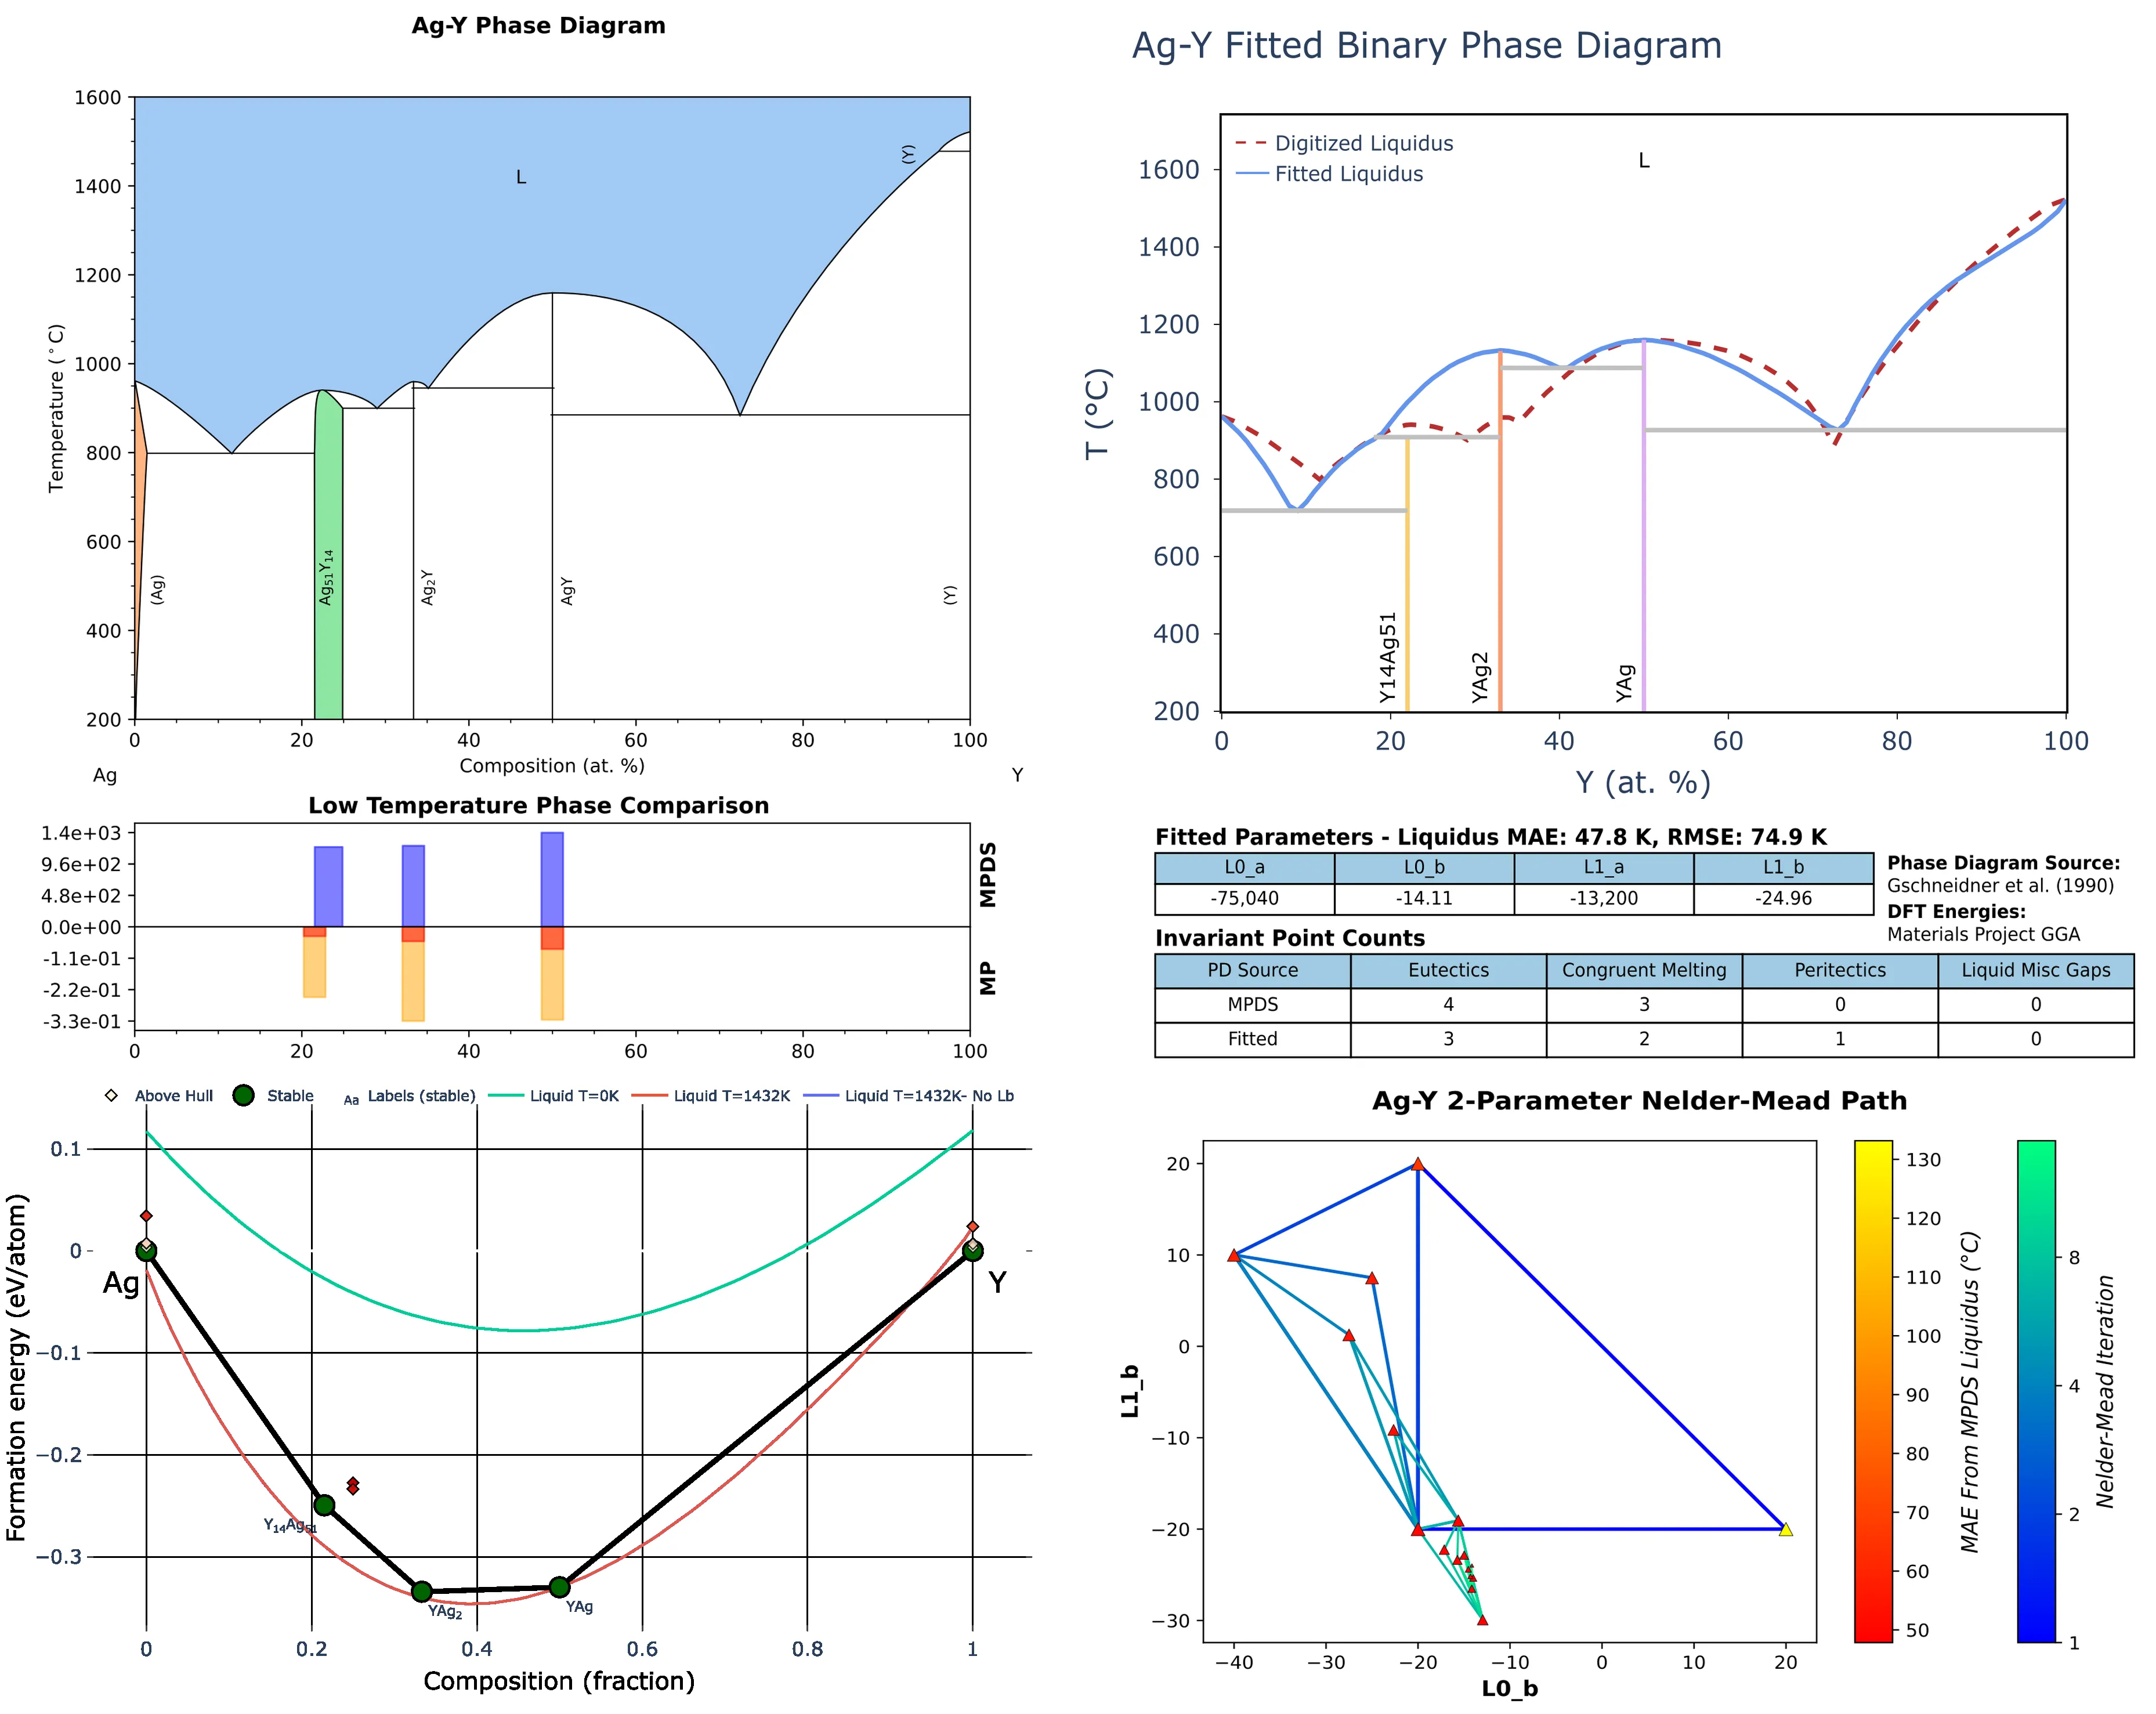 Ag-Y Phase Diagram
1600
1400
1200
1000
800
600
400
200
Temperature (°C)
L
(Y)
(Ag)
Ag51Y14
Ag2Y
AgY
(Y)
0 20 40 60 80 100
Composition (at. %)
Ag Y
Ag-Y Fitted Binary Phase Diagram
Digitized Liquidus
Fitted Liquidus
L
1600
1400
1200
1000
800
600
400
200
T (°C)
Y14Ag51
YAg2
YAg
0 20 40 60 80 100
Y (at. %)
Low Temperature Phase Comparison
1.4e+03
9.6e+02
4.8e+02
0.0e+00
-1.1e-01
-2.2e-01
-3.3e-01
MPDS
MP
0 20 40 60 80 100
Fitted Parameters - Liquidus MAE: 47.8 K, RMSE: 74.9 K
L0_a L0_b L1_a L1_b
-75,040 -14.11 -13,200 -24.96
Phase Diagram Source:
Gschneidner et al. (1990)
DFT Energies:
Materials Project GGA
Invariant Point Counts
PD Source Eutectics Congruent Melting Peritectics Liquid Misc Gaps
MPDS 4 3 0 0
Fitted 3 2 1 0
Above Hull Stable Aa Labels (stable) Liquid T=0K Liquid T=1432K Liquid T=1432K- No Lb
0.1
0
−0.1
−0.2
−0.3
Formation energy (eV/atom)
Ag
Y
Y14Ag51
YAg2
YAg
0 0.2 0.4 0.6 0.8 1
Composition (fraction)
Ag-Y 2-Parameter Nelder-Mead Path
20
10
0
−10
−20
−30
L1_b
−40 −30 −20 −10 0 10 20
L0_b
130
120
110
100
90
80
70
60
50
MAE From MPDS Liquidus (°C)
8
4
2
1
Nelder-Mead Iteration